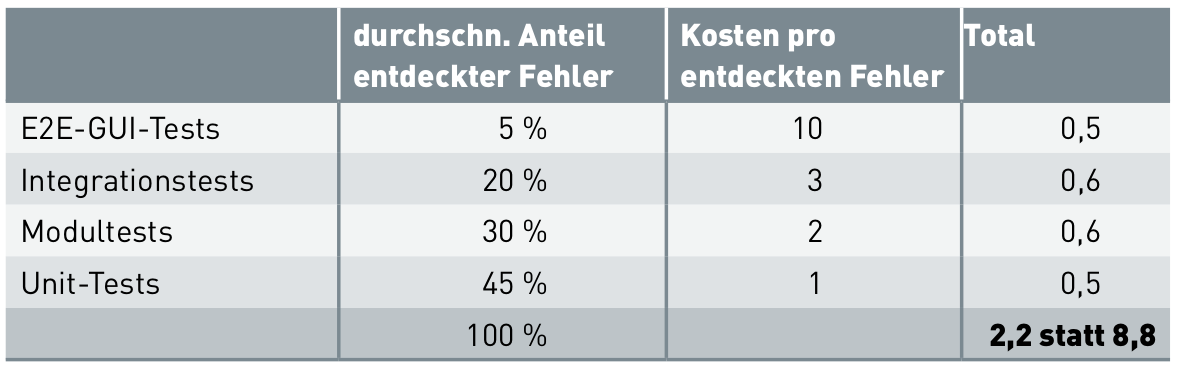 durchschn. Anteil entdeckter Fehler Kosten pro entdeckten Fehler Total
E2E-GUI-Tests 5 % 10 0,5
Integrationstests 20 % 3 0,6
Modultests 30 % 2 0,6
Unit-Tests 45 % 1 0,5
100 % 2,2 statt 8,8